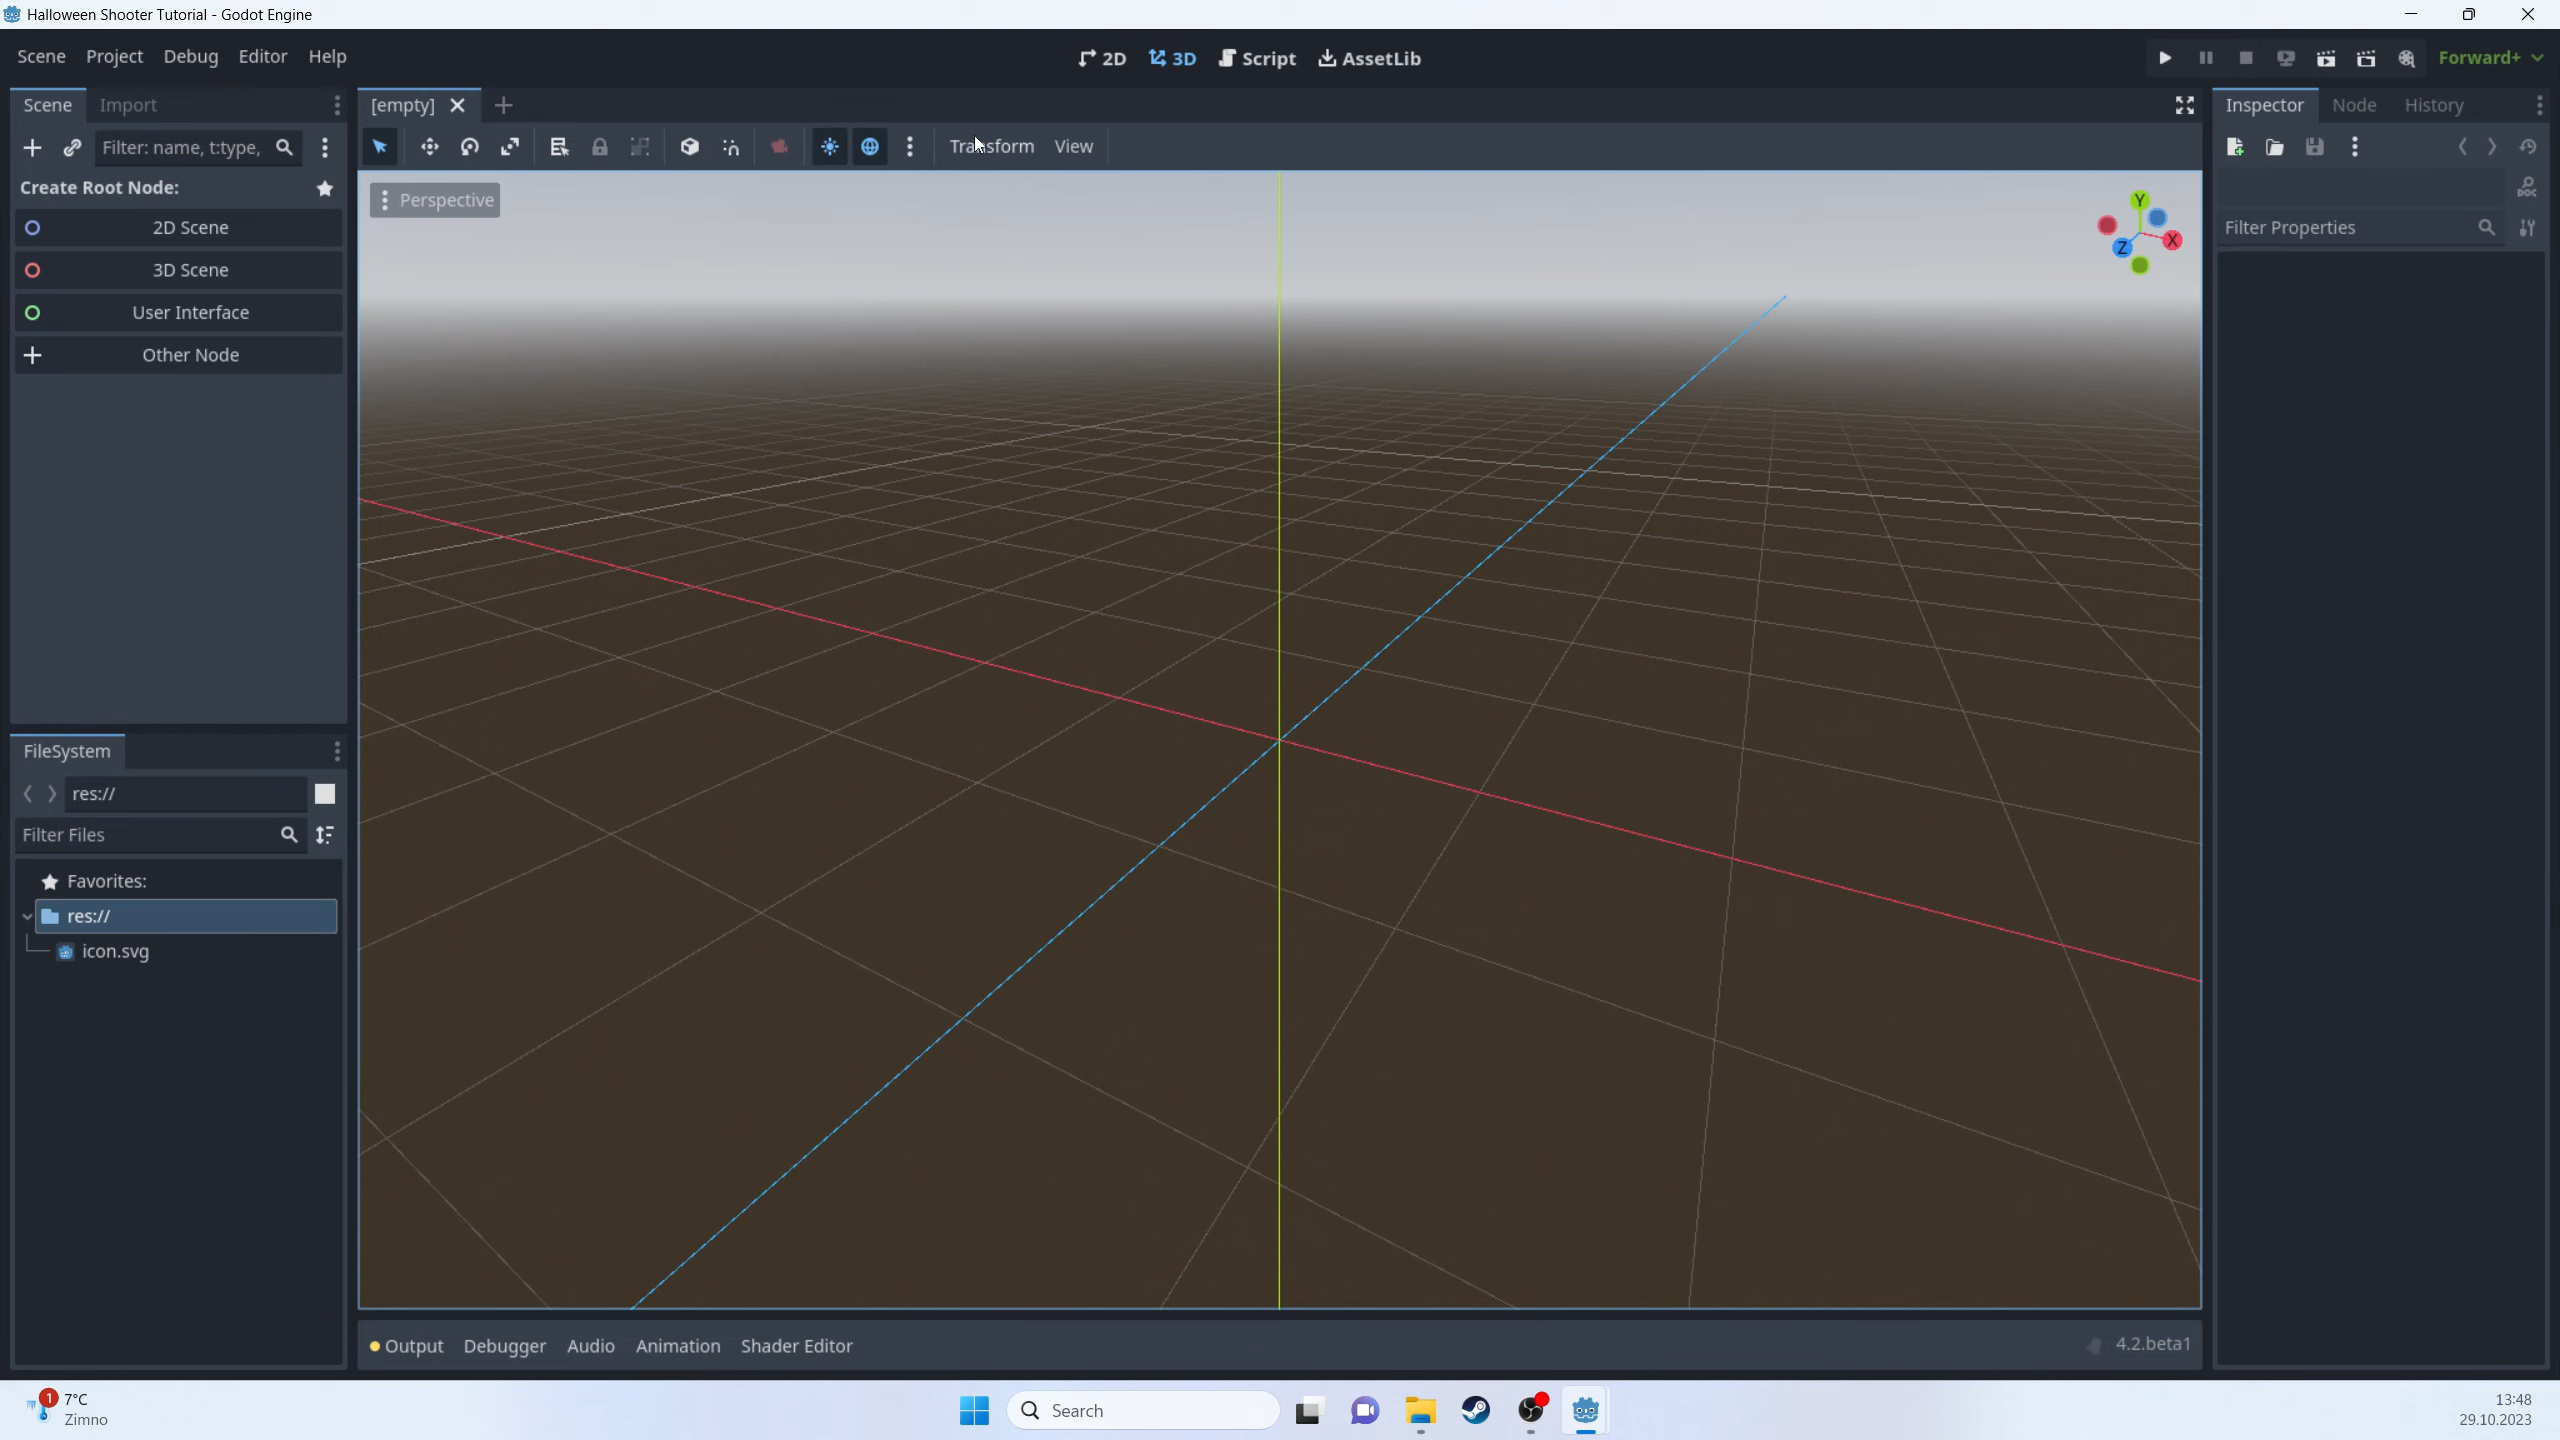 Halloween Shooter Tutorial - Godot Engine
Scene Project Debug Editor Help
2D 3D Script AssetLib
Forward+
Scene Import
[empty]
Inspector Node History
Filter: name, t:type,
Transform View
Create Root Node:
2D Scene
3D Scene
User Interface
Other Node
Perspective
Y
X
Z
DOC
Filter Properties
FileSystem
res://
Filter Files
Favorites:
res://
icon.svg
Output Debugger Audio Animation Shader Editor
4.2.beta1
1
7°C
Zimno
Search
13:48
29.10.2023